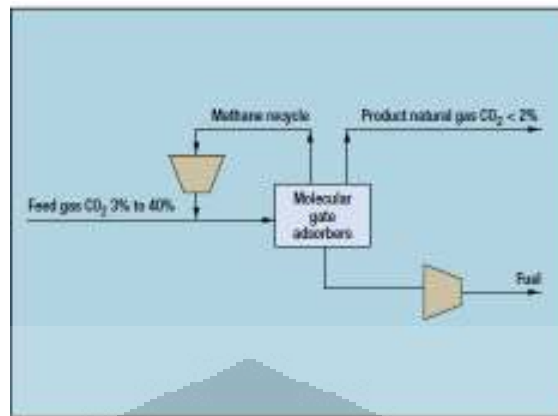 Methane recycle
Product natural gas CO₂ < 2%
Feed gas CO₂ 3% to 40%
Molecular
gate
adsorbers
Fuel